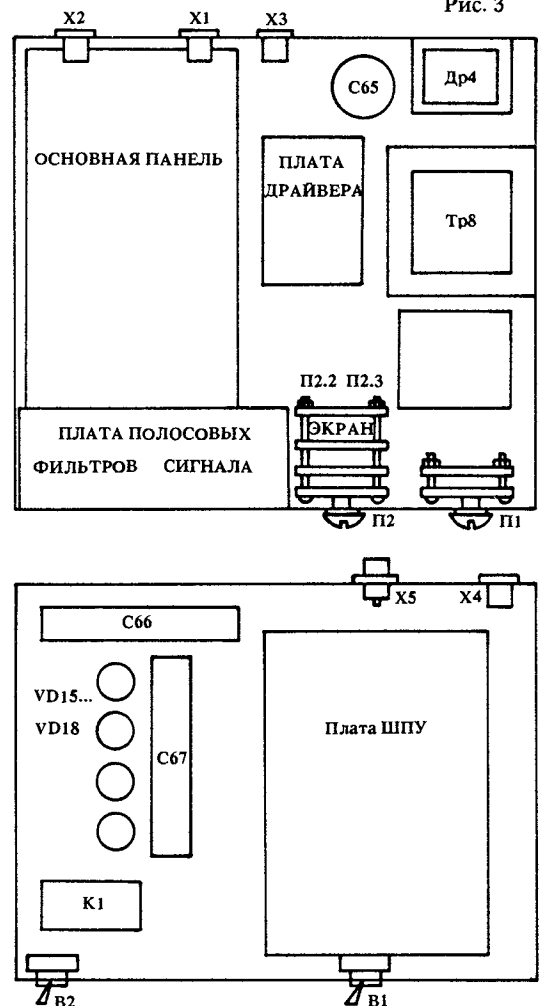 Рис. 3
X2 X1 X3
C65 Др4
ОСНОВНАЯ ПАНЕЛЬ
ПЛАТА
ДРАЙВЕРА
Тр8
П2.2 П2.3
ЭКРАН
ПЛАТА ПОЛОСОВЫХ
ФИЛЬТРОВ СИГНАЛА
П2 П1
X5 X4
C66
VD15...
VD18
C67
Плата ШПУ
K1
B2 B1